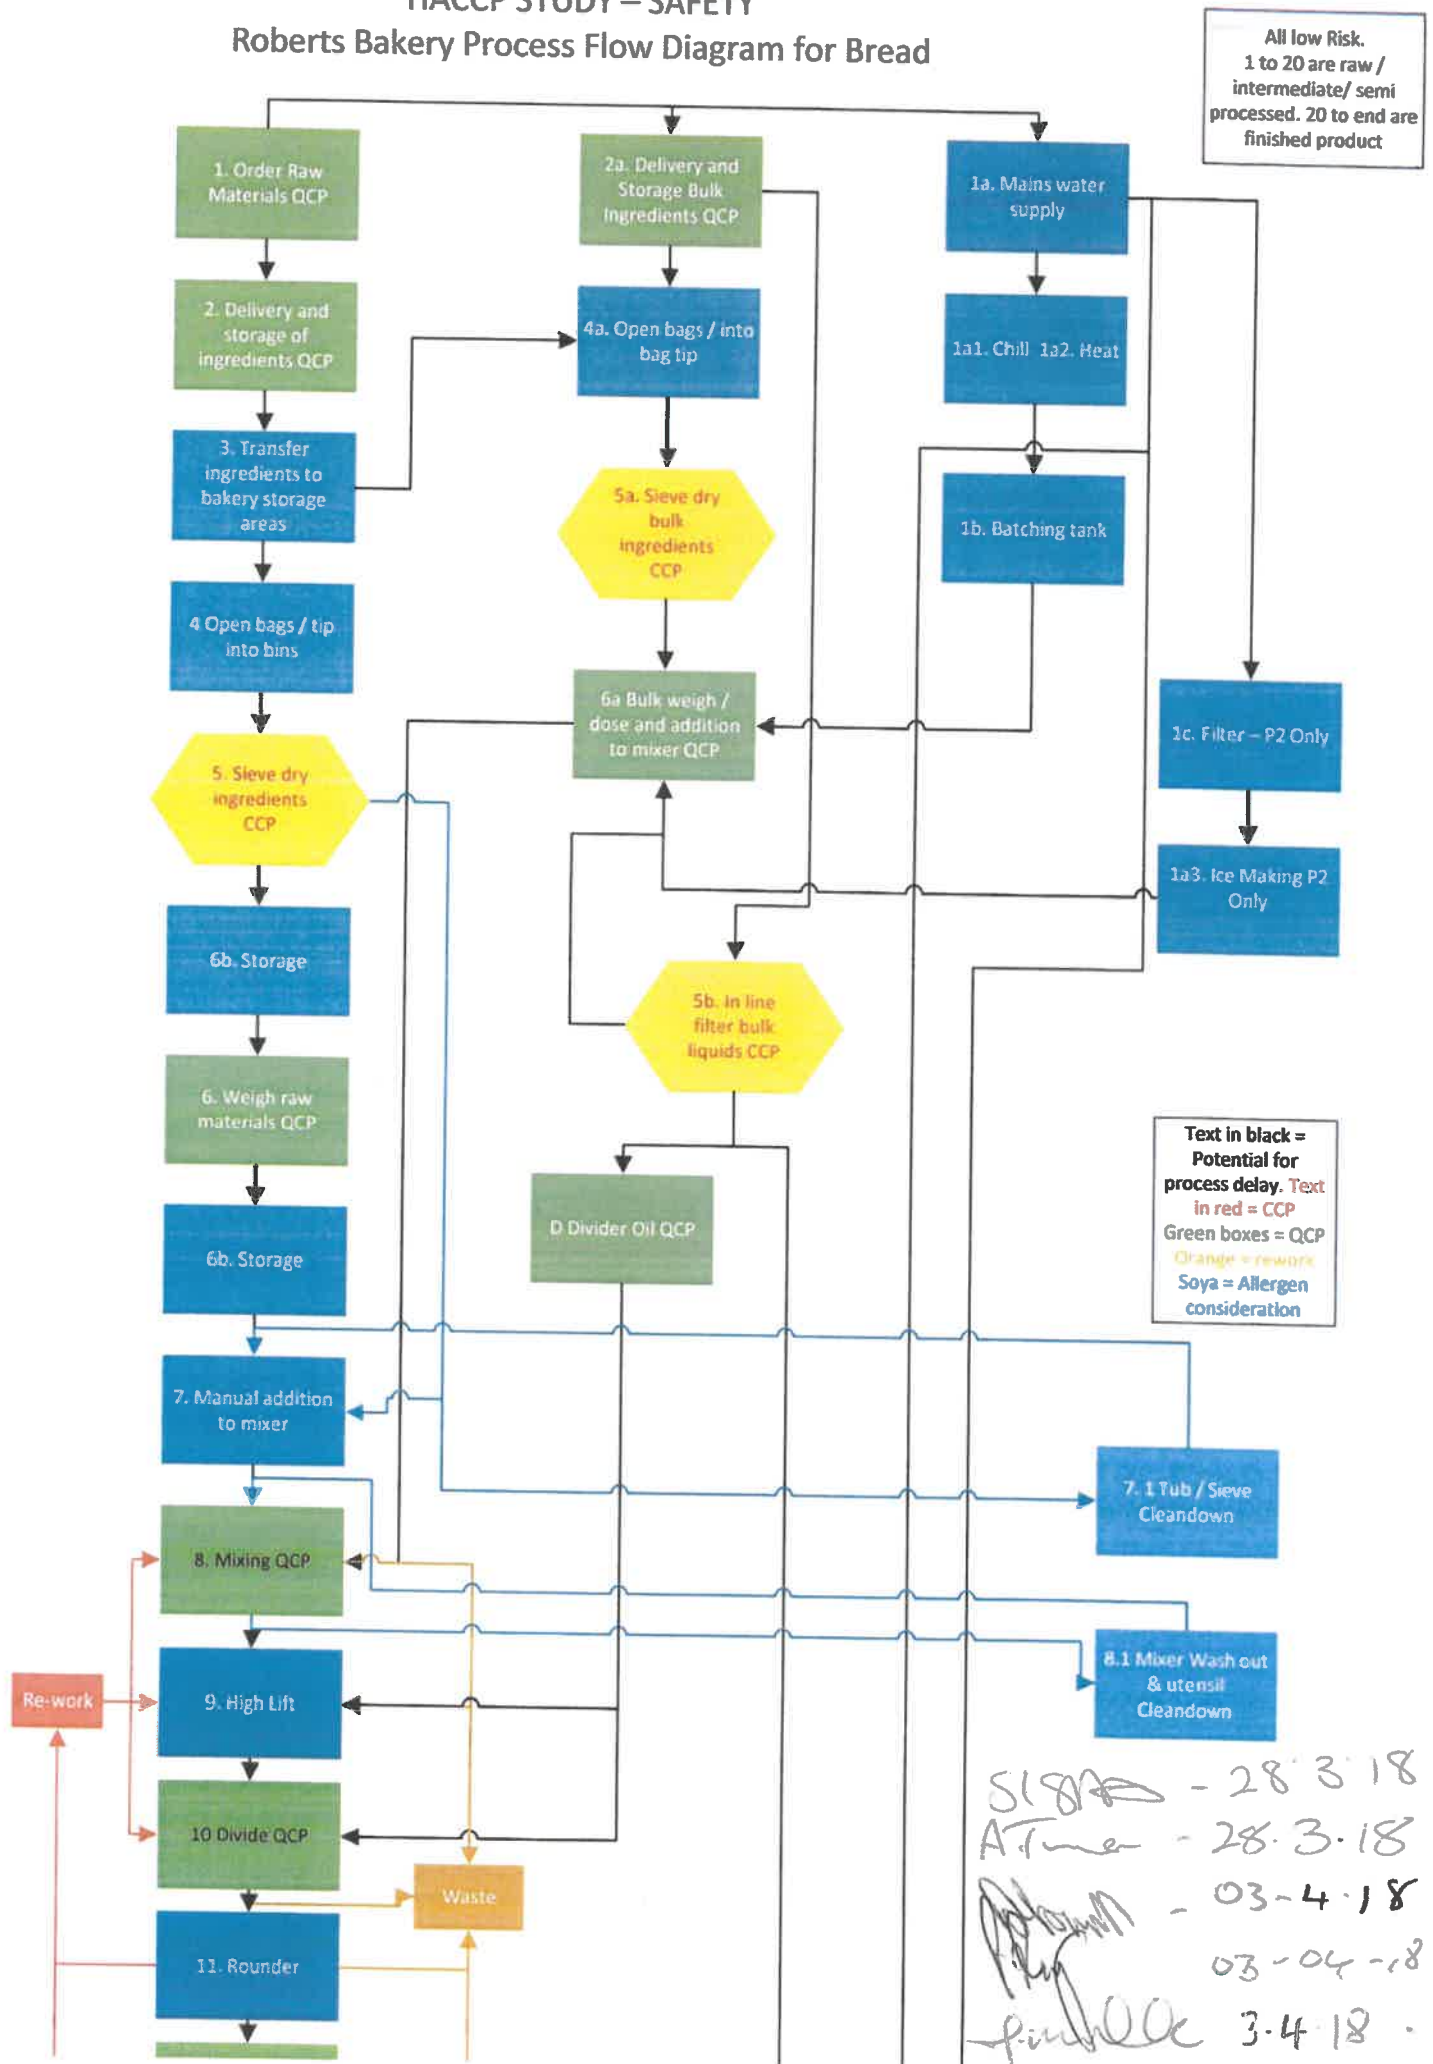 HACCP STUDY – SAFETY
Roberts Bakery Process Flow Diagram for Bread
All low Risk.
1 to 20 are raw /
intermediate/ semi
processed. 20 to end are
finished product
1. Order Raw
Materials QCP
2a. Delivery and
Storage Bulk
Ingredients QCP
1a. Mains water
supply
2. Delivery and
storage of
ingredients QCP
4a. Open bags / into
bag tip
1a1. Chill 1a2. Heat
3. Transfer
ingredients to
bakery storage
areas
5a. Sieve dry
bulk
ingredients
CCP
1b. Batching tank
4 Open bags / tip
into bins
6a Bulk weigh /
dose and addition
to mixer QCP
1c. Filter – P2 Only
5. Sieve dry
ingredients
CCP
1a3. Ice Making P2
Only
6b. Storage
5b. In line
filter bulk
liquids CCP
6. Weigh raw
materials QCP
Text in black =
Potential for
process delay. Text
in red = CCP
Green boxes = QCP
Orange = rework
Soya = Allergen
consideration
D Divider Oil QCP
6b. Storage
7. Manual addition
to mixer
7. 1 Tub / Sieve
Cleandown
8. Mixing QCP
8.1 Mixer Wash out
& utensil
Cleandown
Re-work
9. High Lift
10 Divide QCP
Waste
11. Rounder
- 28 3 18
- 28.3.18
- 03-4.18
03-04-18
3.4.18.